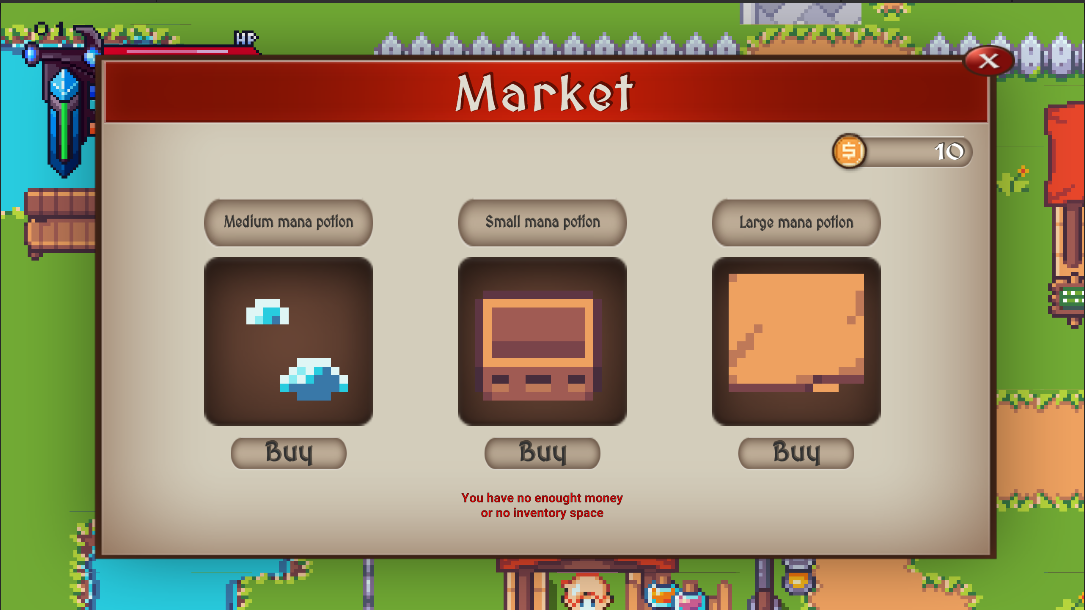 01
HP
Market
10
Medium mana potion
Small mana potion
Large mana potion
Buy
Buy
Buy
You have no enought money
or no inventory space